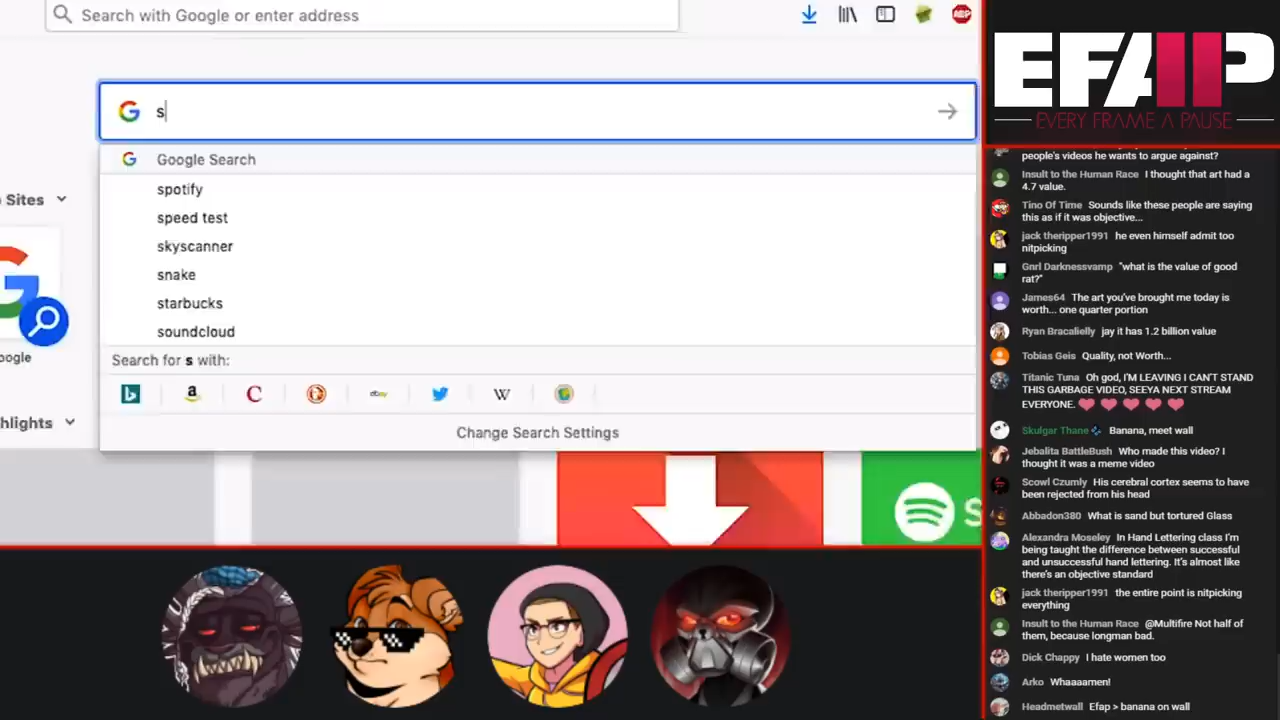 Search with Google or enter address
ABP
s
Google Search
spotify
speed test
skyscanner
snake
starbucks
soundcloud
Search for s with:
ebay
Change Search Settings
Sites
oogle
hlights
S
EFAP
EVERY FRAME A PAUSE
people's videos he wants to argue against?
Insult to the Human Race I thought that art had a
4.7 value.
Tino Of Time Sounds like these people are saying
this as if it was objective...
jack theripper1991 he even himself admit too
nitpicking
Gnrl Darknessvamp "what is the value of good
rat?"
James64 The art you've brought me today is
worth... one quarter portion
Ryan Bracalielly jay it has 1.2 billion value
Tobias Geis Quality, not Worth...
Titanic Tuna Oh god, I'M LEAVING I CAN'T STAND
THIS GARBAGE VIDEO, SEEYA NEXT STREAM
EVERYONE.
Skulgar Thane Banana, meet wall
Jebalita BattleBush Who made this video? I
thought it was a meme video
Scowl Czumly His cerebral cortex seems to have
been rejected from his head
Abbadon380 What is sand but tortured Glass
Alexandra Moseley In Hand Lettering class I'm
being taught the difference between successful
and unsuccessful hand lettering. It's almost like
there's an objective standard
jack theripper1991 the entire point is nitpicking
everything
Insult to the Human Race @Multifire Not half of
them, because longman bad.
Dick Chappy I hate women too
Arko Whaaaamen!
Headmetwall Efap > banana on wall